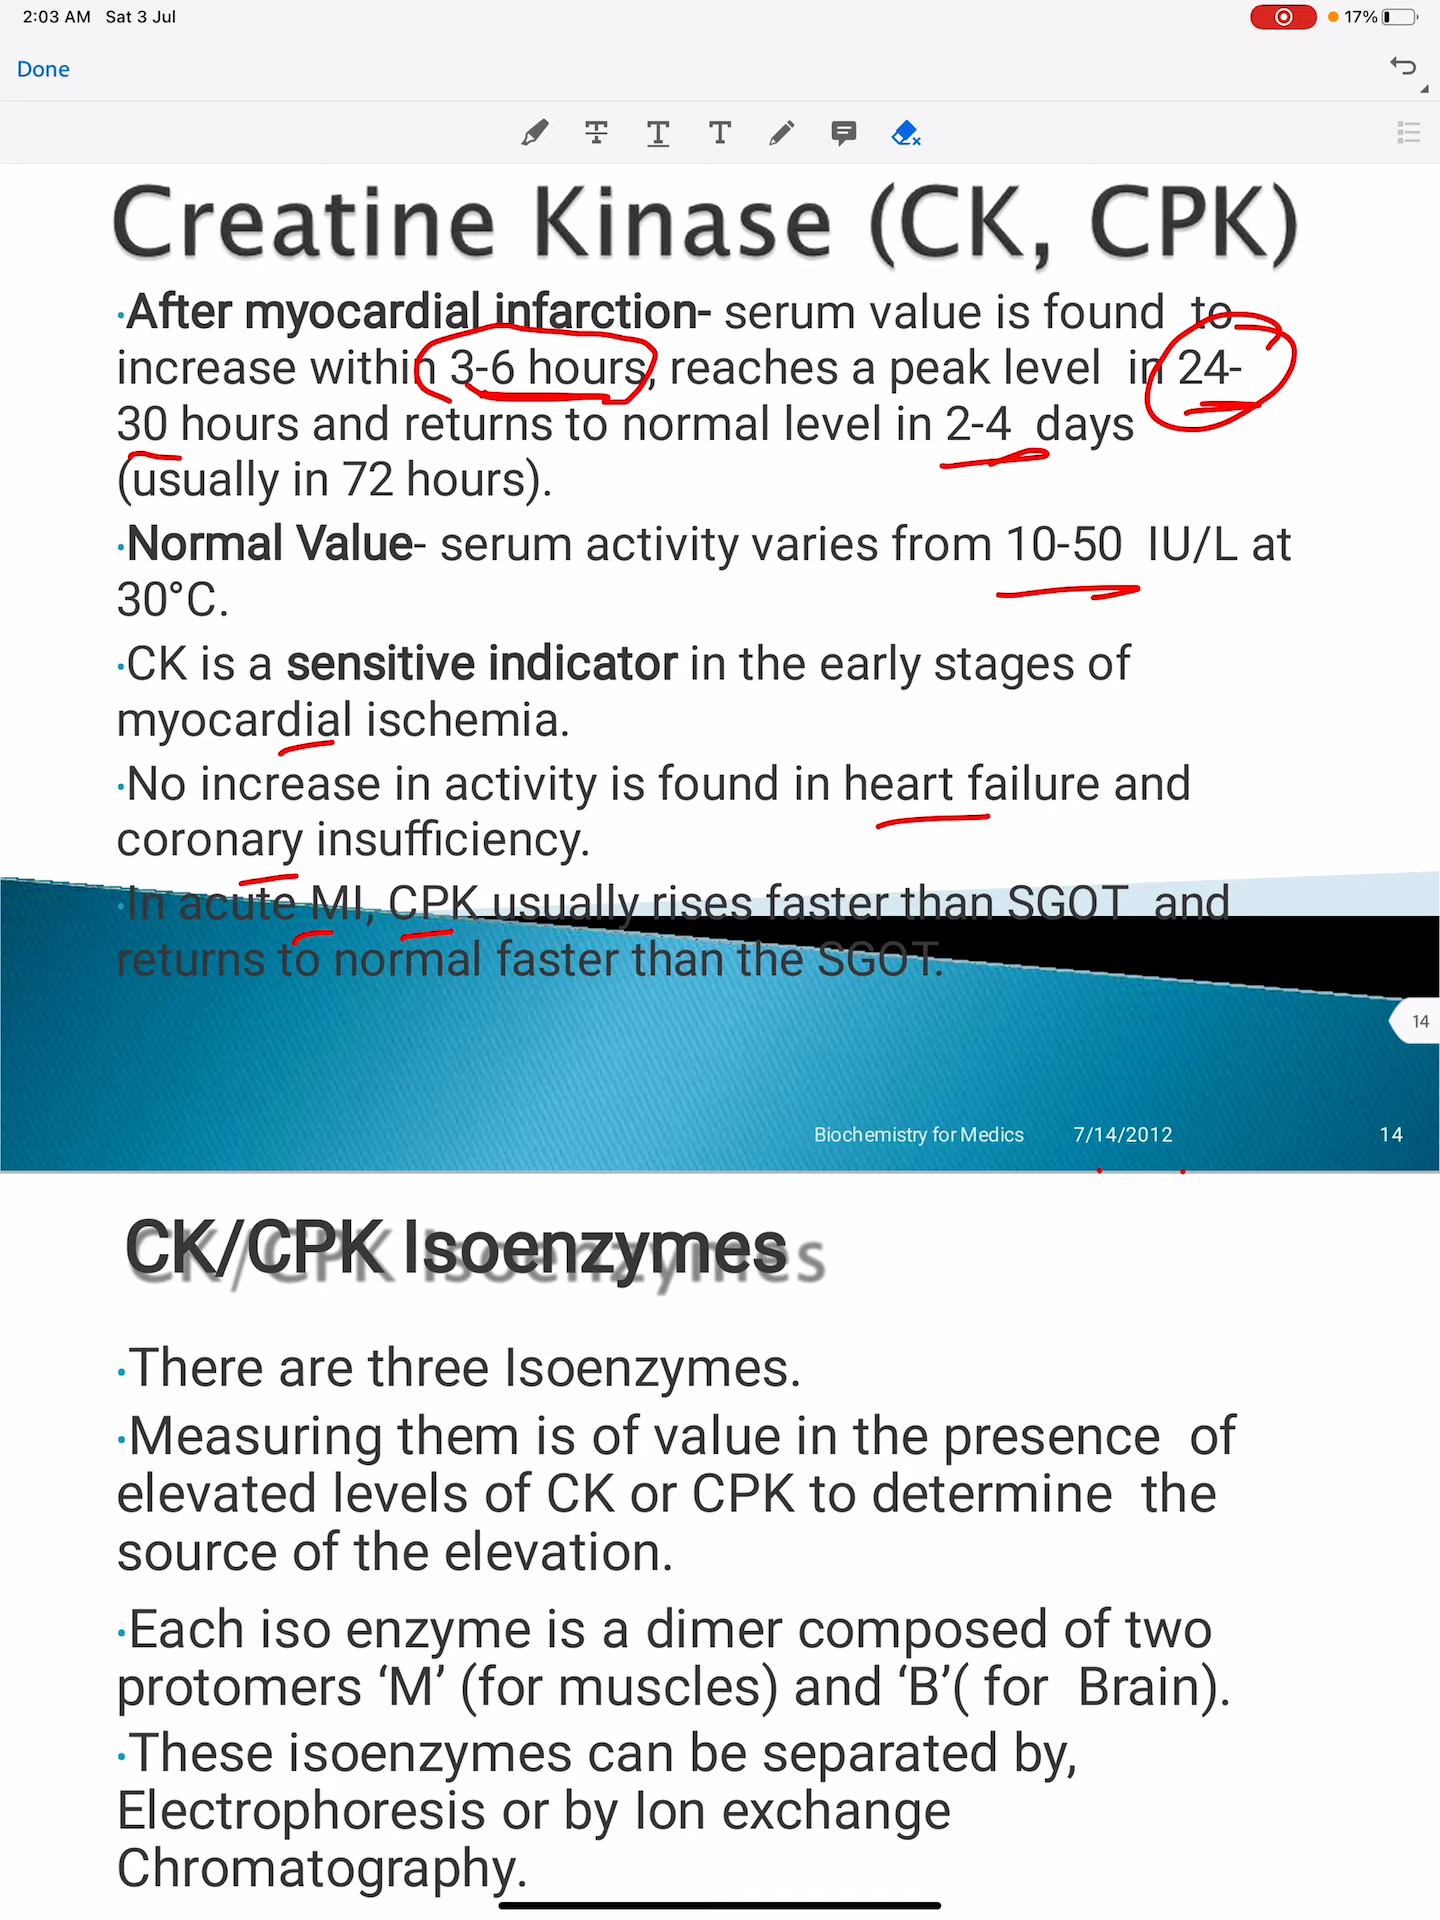 2:03 AM Sat 3 Jul
17%
Done
Creatine Kinase (CK, CPK)
•After myocardial infarction- serum value is found to
increase within 3-6 hours, reaches a peak level in 24-
30 hours and returns to normal level in 2-4 days
(usually in 72 hours).
•Normal Value- serum activity varies from 10-50 IU/L at
30°C.
•CK is a sensitive indicator in the early stages of
myocardial ischemia.
•No increase in activity is found in heart failure and
coronary insufficiency.
•In acute MI, CPK usually rises faster than SGOT and
returns to normal faster than the SGOT.
14
Biochemistry for Medics 7/14/2012 14
CK/CPK Isoenzymes
•There are three Isoenzymes.
•Measuring them is of value in the presence of
elevated levels of CK or CPK to determine the
source of the elevation.
•Each iso enzyme is a dimer composed of two
protomers ‘M’ (for muscles) and ‘B’( for Brain).
•These isoenzymes can be separated by,
Electrophoresis or by Ion exchange
Chromatography.